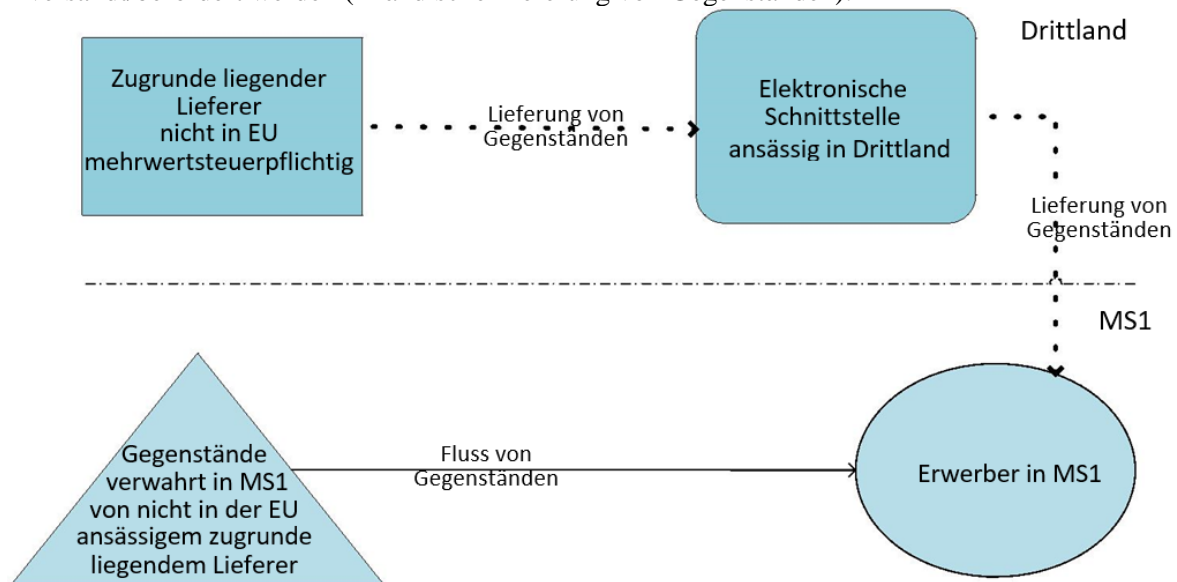 Drittland
Zugrunde liegender
Lieferer
nicht in EU
mehrwertsteuerpflichtig
Lieferung von
Gegenständen
Elektronische
Schnittstelle
ansässig in Drittland
Lieferung von
Gegenständen
MS1
Gegenstände
verwahrt in MS1
von nicht in der EU
ansässigem zugrunde
liegendem Lieferer
Fluss von
Gegenständen
Erwerber in MS1